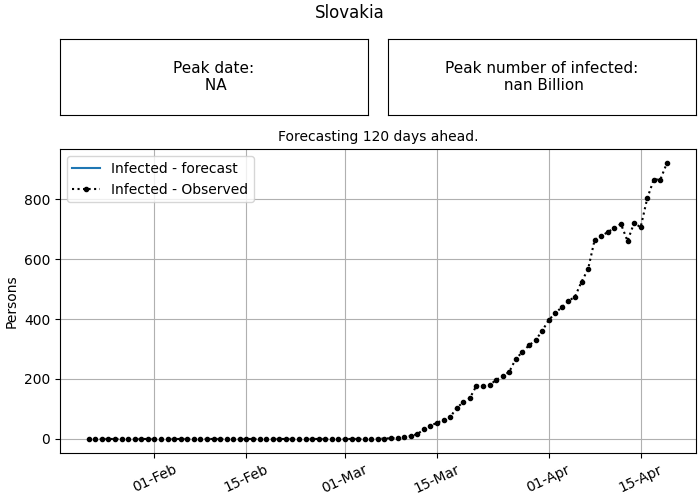 Slovakia
Peak date:
NA
Peak number of infected:
nan Billion
Forecasting 120 days ahead.
Infected - forecast
Infected - Observed
Persons
800
600
400
200
0
01-Feb
15-Feb
01-Mar
15-Mar
01-Apr
15-Apr